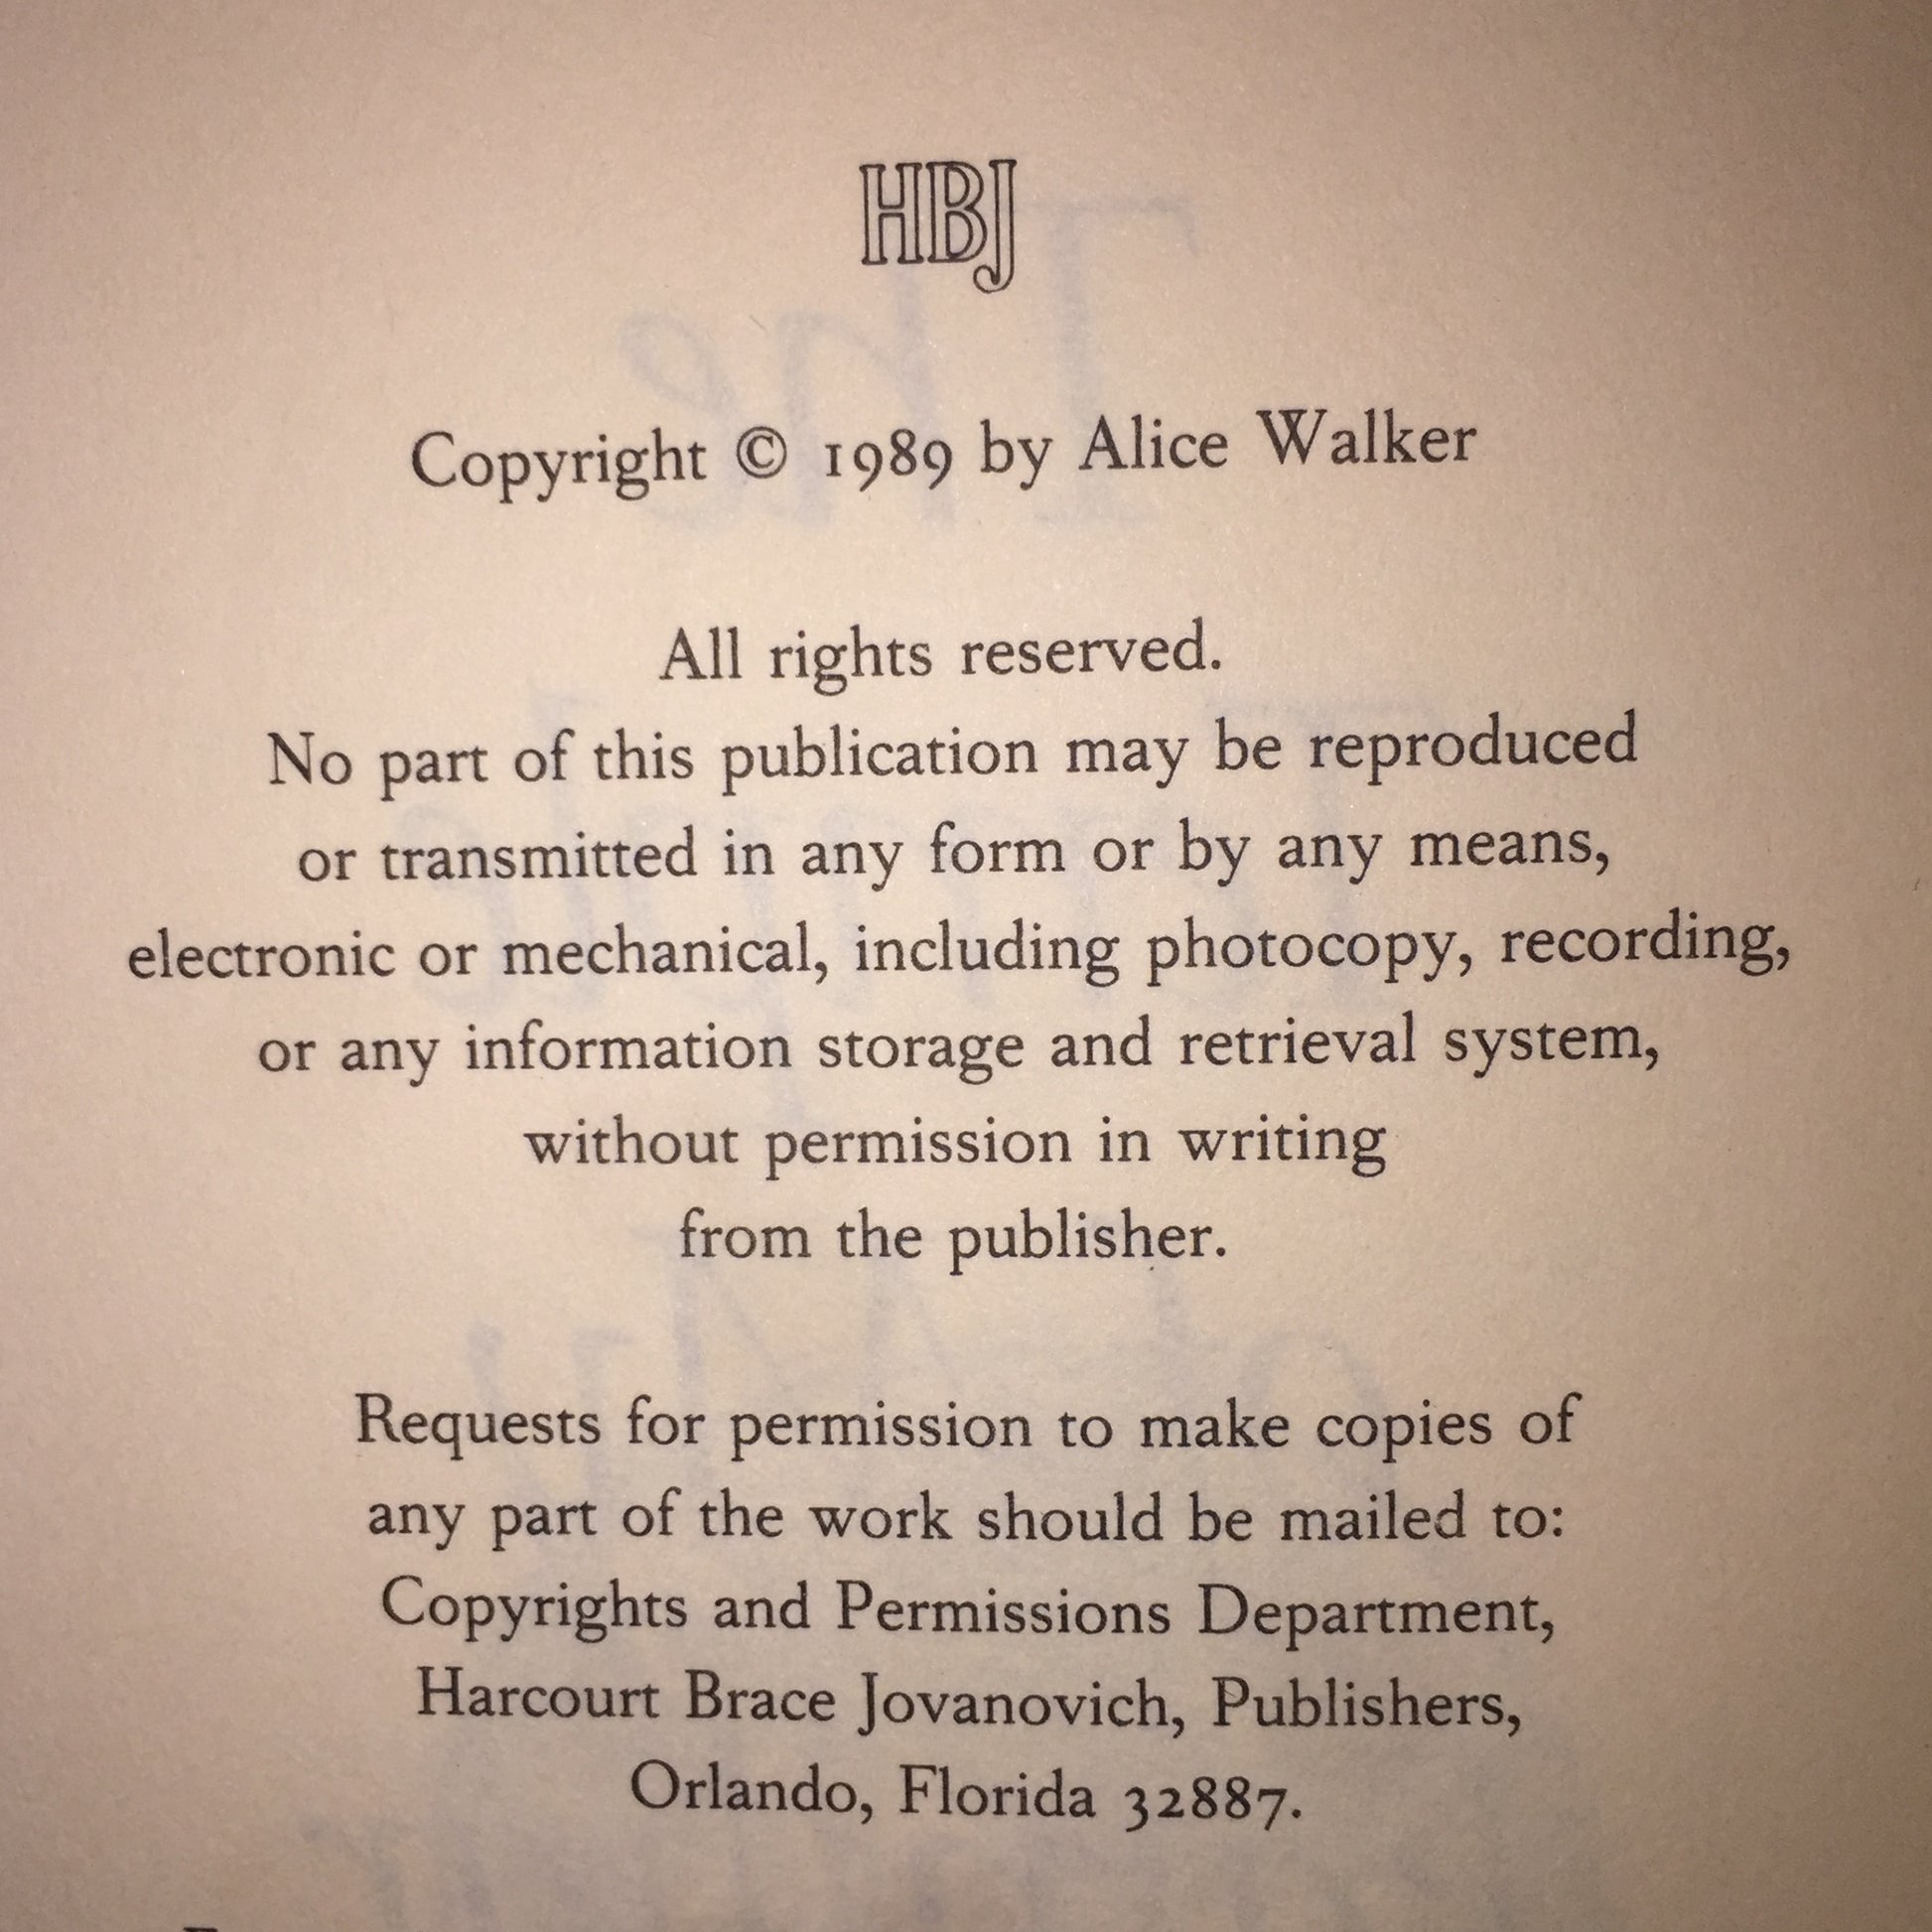 HBJ
Copyright © 1989 by Alice Walker
All rights reserved.
No part of this publication may be reproduced
or transmitted in any form or by any means,
electronic or mechanical, including photocopy, recording,
or any information storage and retrieval system,
without permission in writing
from the publisher.
Requests for permission to make copies of
any part of the work should be mailed to:
Copyrights and Permissions Department,
Harcourt Brace Jovanovich, Publishers,
Orlando, Florida 32887.